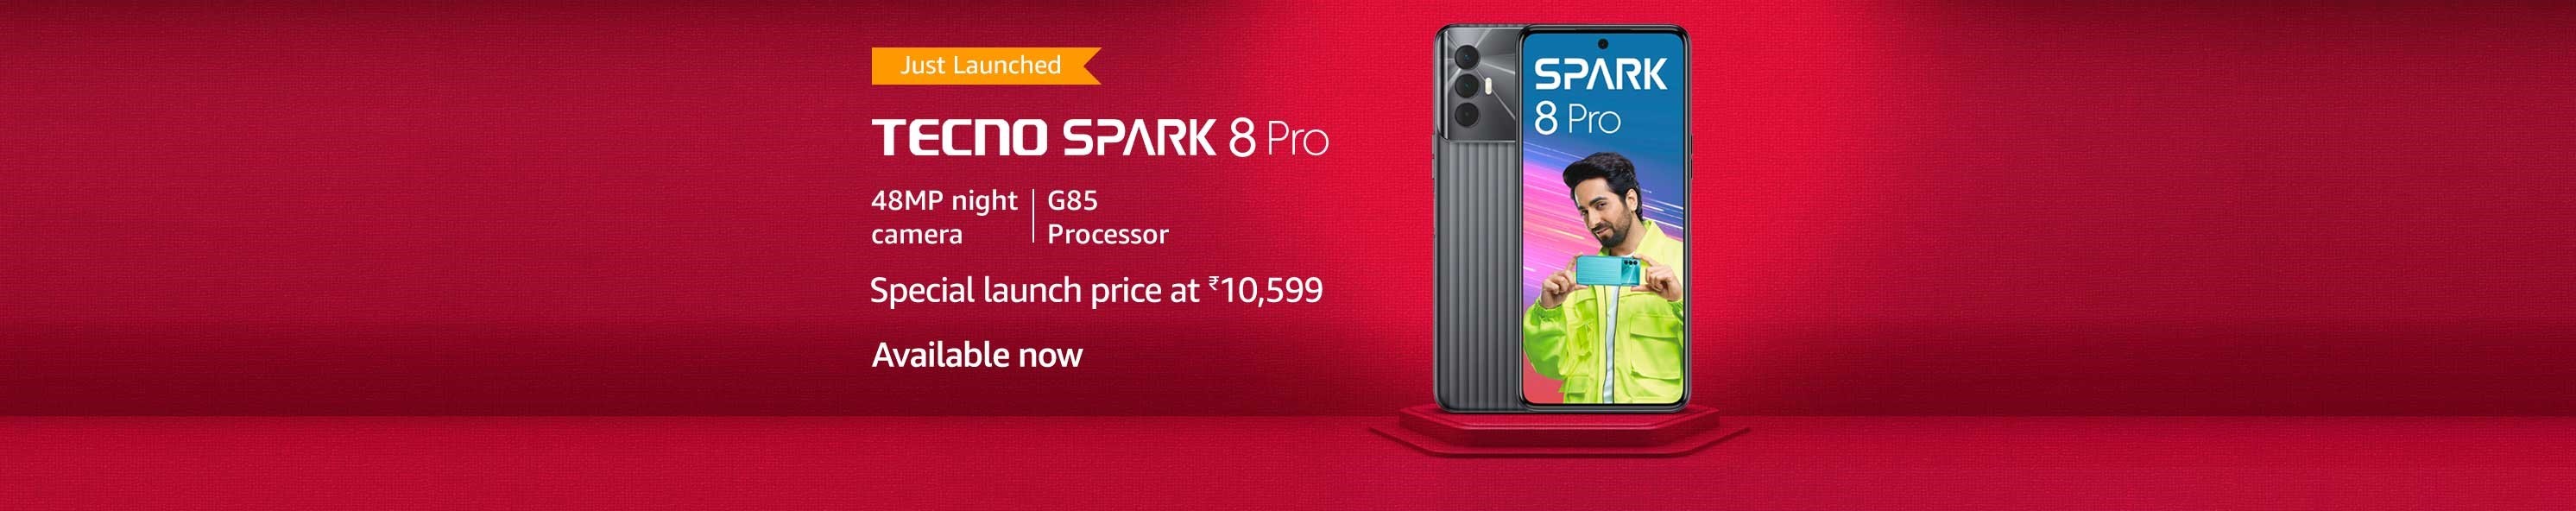 Just Launched
TECNO SPARK 8 Pro
48MP night
camera
G85
Processor
Special launch price at ₹10,599
Available now
SPARK
8 Pro